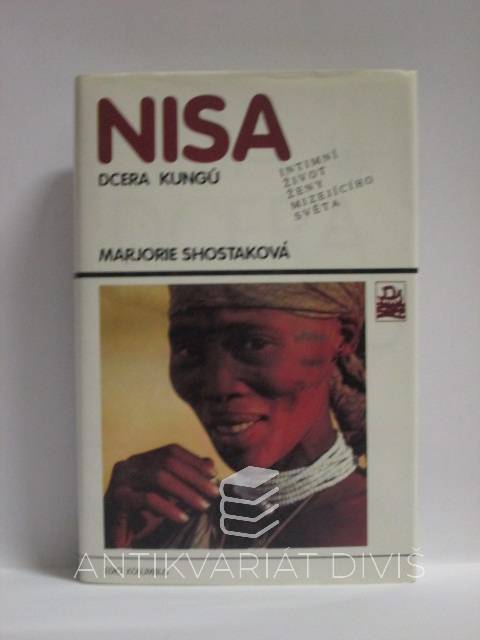 NISA
DCERA KUNGŮ
INTIMNÍ
ŽIVOT
ŽENY
MIZEJÍCÍHO
SVĚTA
MARJORIE SHOSTAKOVÁ
ANTIKVARIÁT DIVIŠ